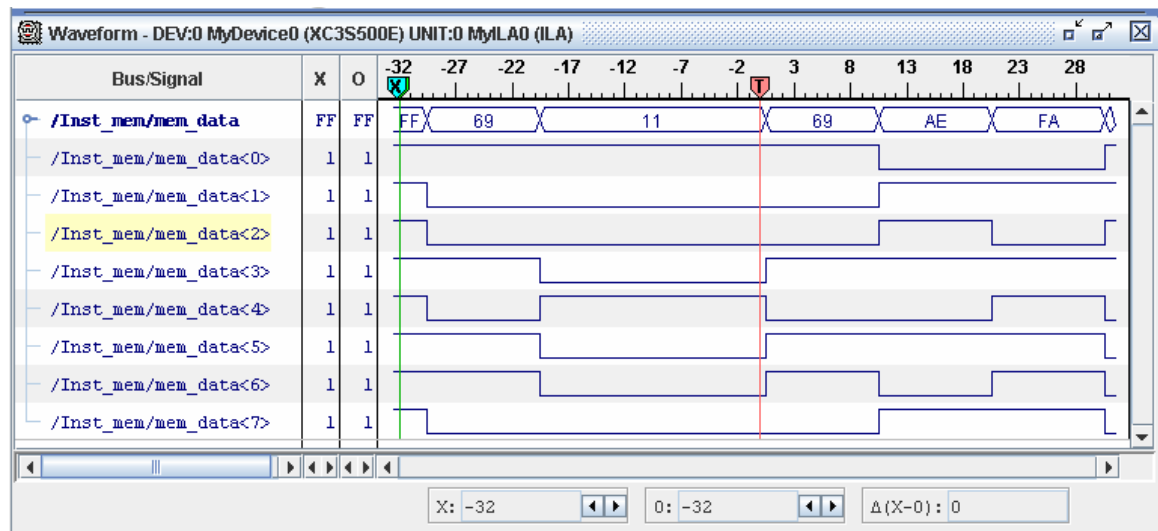 Waveform - DEV:0 MyDevice0 (XC3S500E) UNIT:0 MyILA0 (ILA)
Bus/Signal X O -32 -27 -22 -17 -12 -7 -2 3 8 13 18 23 28
X T
/Inst_mem/mem_data FF FF FF 69 11 69 AE FA
/Inst_mem/mem_data<0> 1 1
/Inst_mem/mem_data<1> 1 1
/Inst_mem/mem_data<2> 1 1
/Inst_mem/mem_data<3> 1 1
/Inst_mem/mem_data<4> 1 1
/Inst_mem/mem_data<5> 1 1
/Inst_mem/mem_data<6> 1 1
/Inst_mem/mem_data<7> 1 1
X: -32 O: -32 Δ(X-O): 0